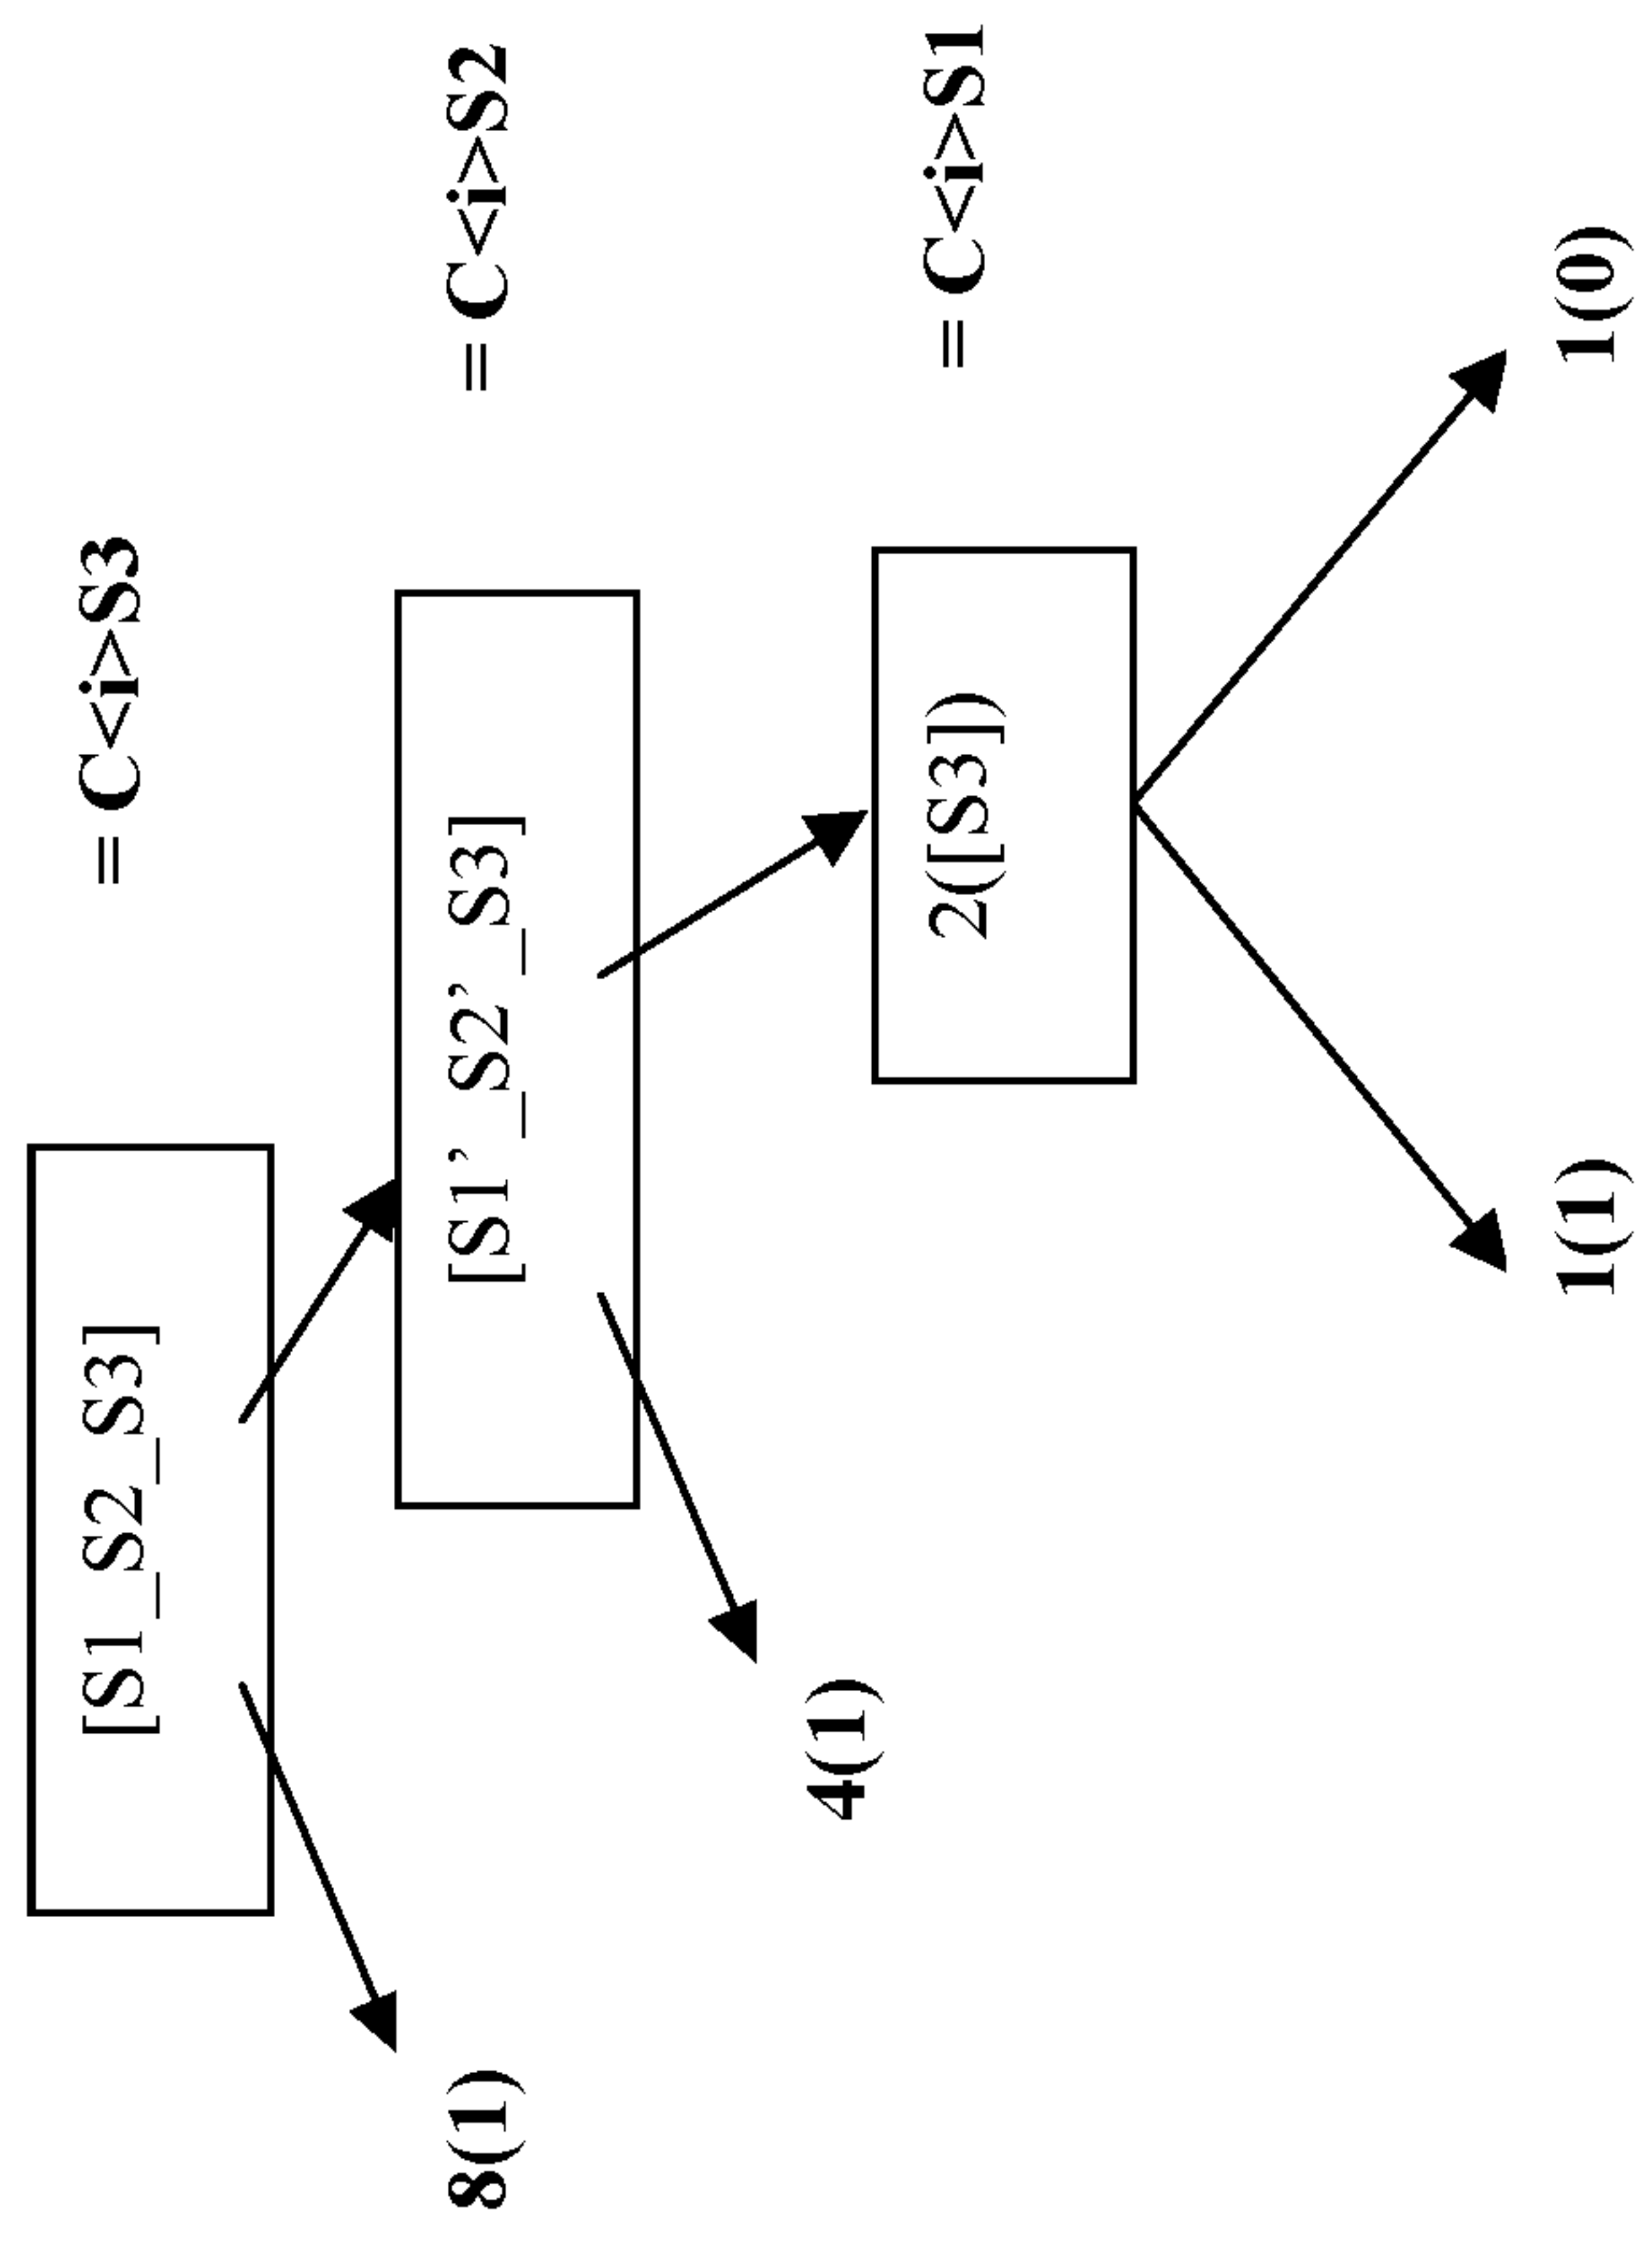 [S1_S2_S3] = C<i>S3
8(1) [S1’_S2’_S3] = C<i>S2
4(1) 2([S3]) = C<i>S1
1(1) 1(0)